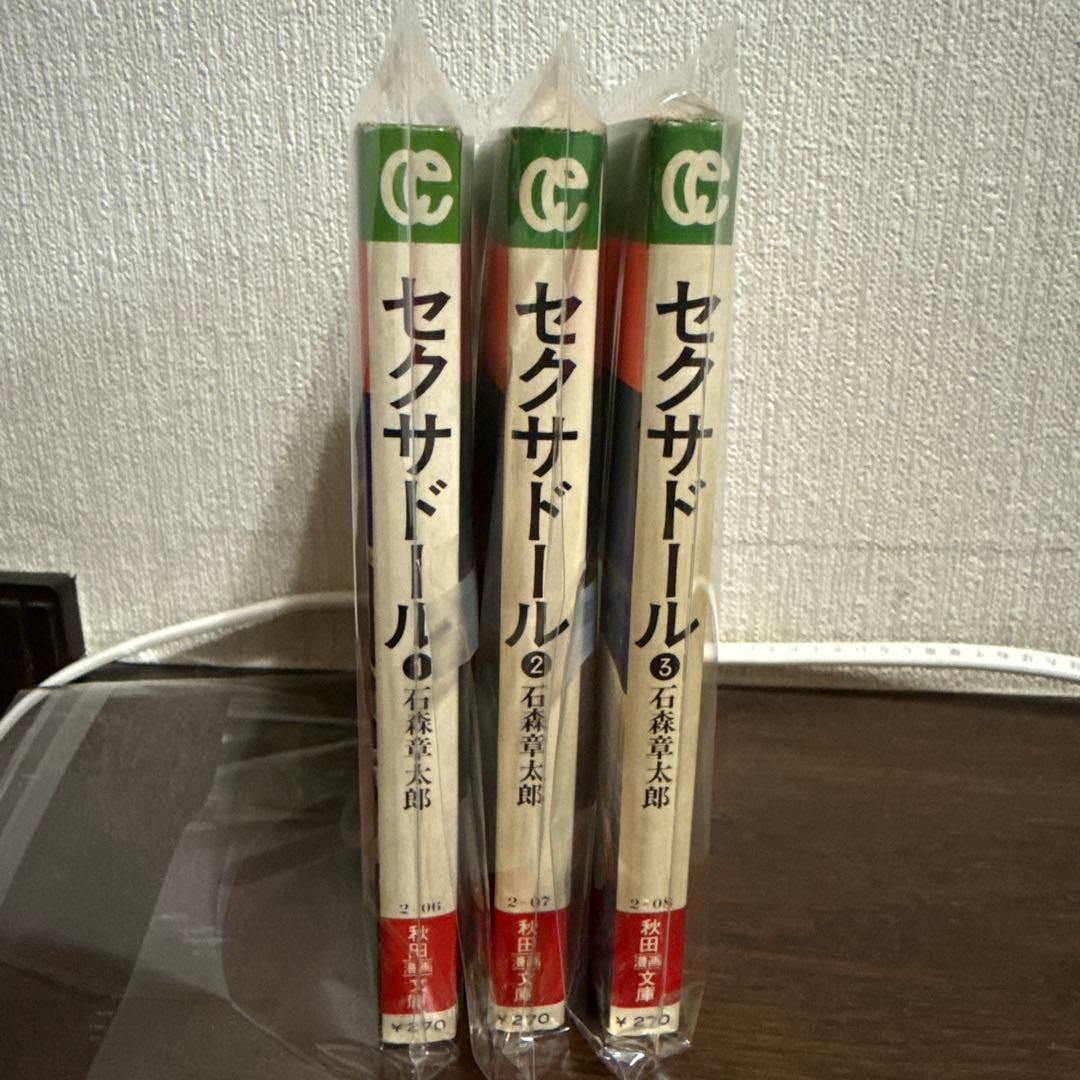 セクサドール1
石森章太郎
2-06
秋田
漫画
文庫
¥270
セクサドール2
石森章太郎
2-07
秋田
漫画
文庫
¥270
セクサドール3
石森章太郎
2-08
秋田
漫画
文庫
¥270